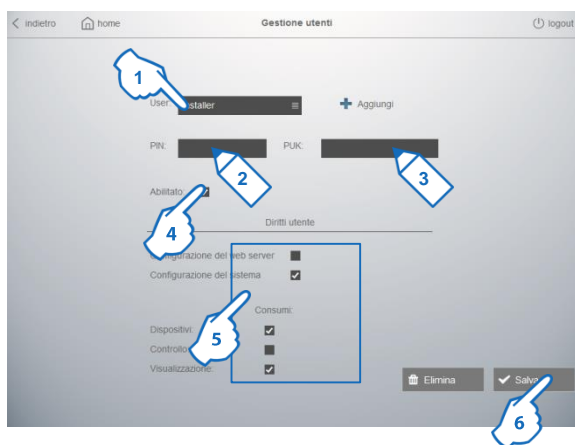 indietro home Gestione utenti logout
1
User: Installer Aggiungi
PIN: PUK:
2 3
Abilitato:
4 Diritti utente
Configurazione del web server
Configurazione del sistema
Consumi:
Dispositivi:
5
Controllo
Visualizzazione:
Elimina Salva
6